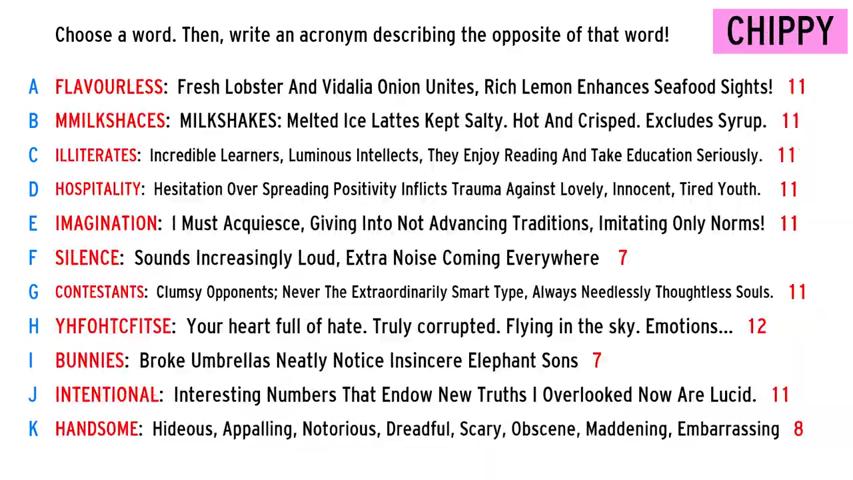 Choose a word. Then, write an acronym describing the opposite of that word!
CHIPPY
A FLAVOURLESS: Fresh Lobster And Vidalia Onion Unites, Rich Lemon Enhances Seafood Sights! 11
B MMILKSHACES: MILKSHAKES: Melted Ice Lattes Kept Salty. Hot And Crisped. Excludes Syrup. 11
C ILLITERATES: Incredible Learners, Luminous Intellects, They Enjoy Reading And Take Education Seriously. 11
D HOSPITALITY: Hesitation Over Spreading Positivity Inflicts Trauma Against Lovely, Innocent, Tired Youth. 11
E IMAGINATION: I Must Acquiesce, Giving Into Not Advancing Traditions, Imitating Only Norms! 11
F SILENCE: Sounds Increasingly Loud, Extra Noise Coming Everywhere 7
G CONTESTANTS: Clumsy Opponents; Never The Extraordinarily Smart Type, Always Needlessly Thoughtless Souls. 11
H YHFOHTCFITSE: Your heart full of hate. Truly corrupted. Flying in the sky. Emotions... 12
I BUNNIES: Broke Umbrellas Neatly Notice Insincere Elephant Sons 7
J INTENTIONAL: Interesting Numbers That Endow New Truths I Overlooked Now Are Lucid. 11
K HANDSOME: Hideous, Appalling, Notorious, Dreadful, Scary, Obscene, Maddening, Embarrassing 8